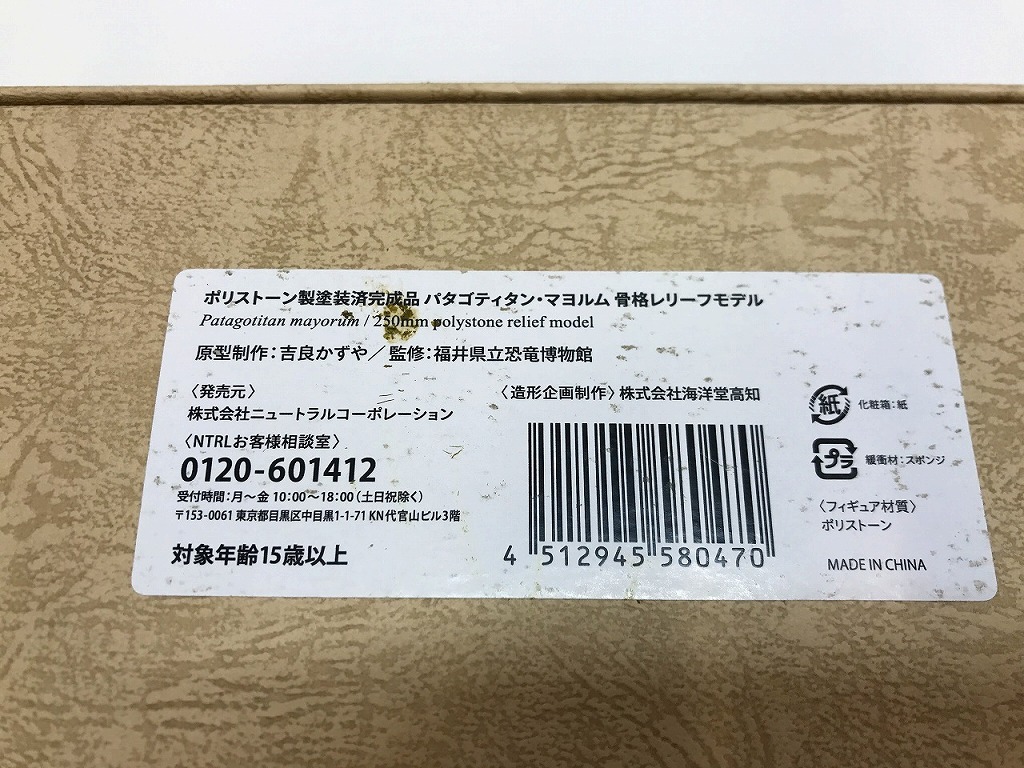 ポリストーン製塗装済完成品 パタゴティタン・マヨルム 骨格レリーフモデル
Patagotitan mayorum / 250mm polystone relief model
原型制作：吉良かずや／監修：福井県立恐竜博物館
〈発売元〉
株式会社ニュートラルコーポレーション
〈NTRLお客様相談室〉
0120-601412
受付時間：月～金 10:00～18:00（土日祝除く）
〒153-0061 東京都目黒区中目黒1-1-71 KN代官山ビル3階
対象年齢15歳以上
〈造形企画制作〉株式会社海洋堂高知
4 512945 580470
紙 化粧箱：紙
プラ 緩衝材：スポンジ
〈フィギュア材質〉
ポリストーン
MADE IN CHINA